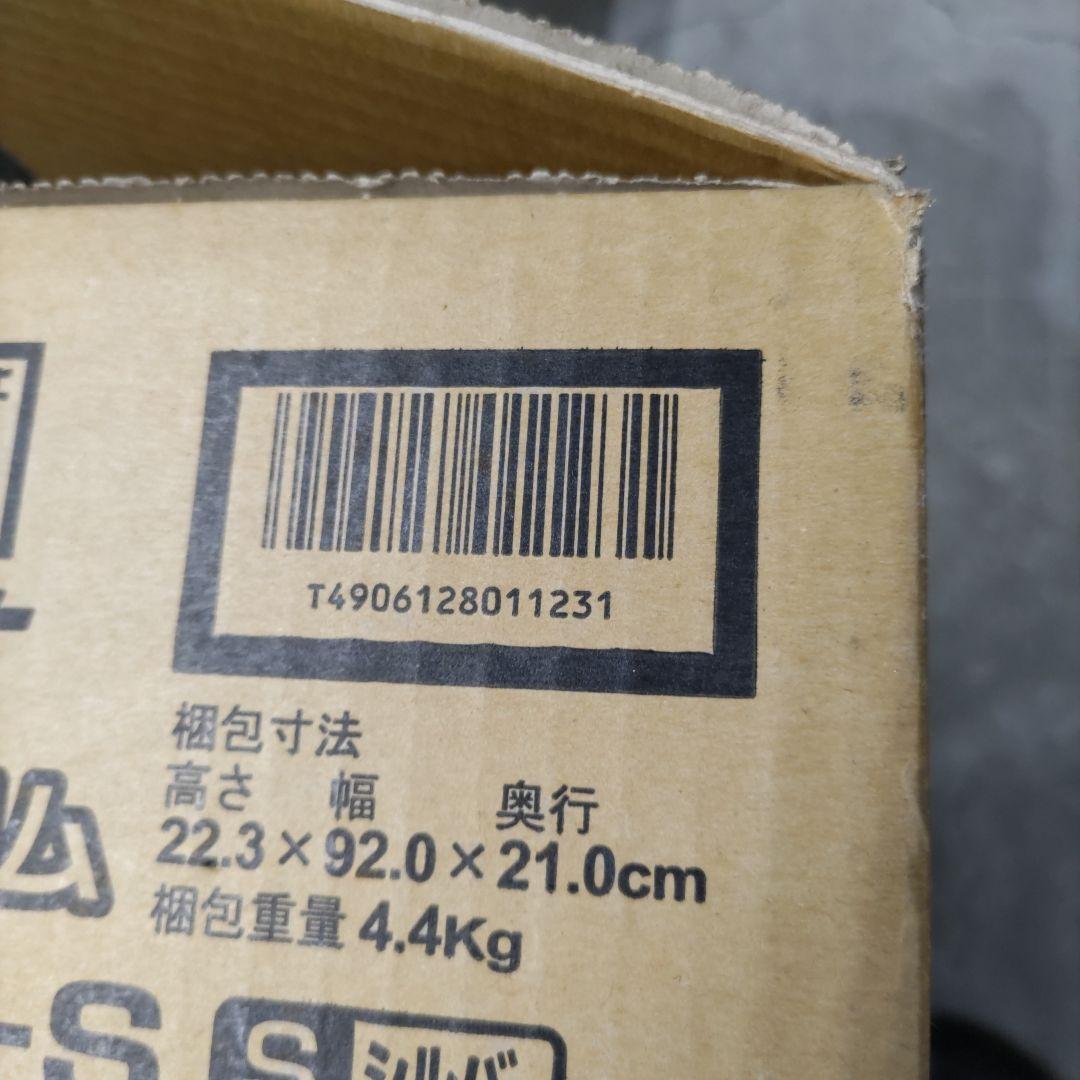 T4906128011231
梱包寸法
高さ 幅 奥行
22.3×92.0×21.0cm
梱包重量 4.4Kg
ム
-S
S シルバ